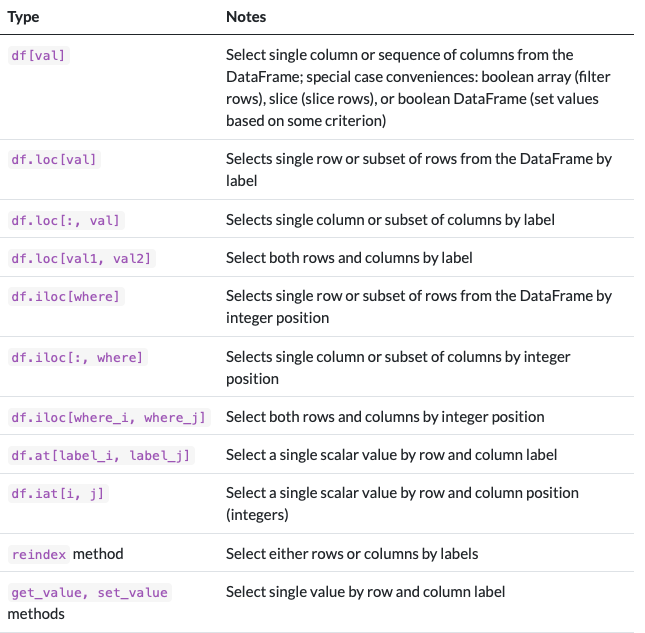 Type Notes
df[val] Select single column or sequence of columns from the
DataFrame; special case conveniences: boolean array (filter
rows), slice (slice rows), or boolean DataFrame (set values
based on some criterion)
df.loc[val] Selects single row or subset of rows from the DataFrame by
label
df.loc[:, val] Selects single column or subset of columns by label
df.loc[val1, val2] Select both rows and columns by label
df.iloc[where] Selects single row or subset of rows from the DataFrame by
integer position
df.iloc[:, where] Selects single column or subset of columns by integer
position
df.iloc[where_i, where_j] Select both rows and columns by integer position
df.at[label_i, label_j] Select a single scalar value by row and column label
df.iat[i, j] Select a single scalar value by row and column position
(integers)
reindex method Select either rows or columns by labels
get_value, set_value Select single value by row and column label
methods